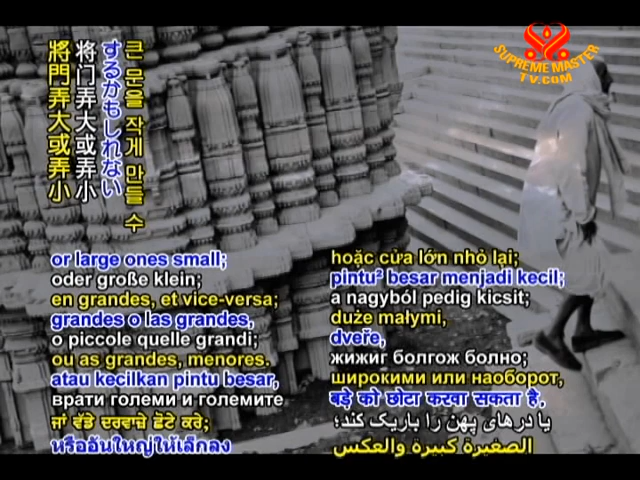 SUPREME MASTER
TV.COM
큰 문을 작게 만들 수
するかもしれない
将门弄大或弄小
將門弄大或弄小
or large ones small;
oder große klein;
en grandes, et vice-versa;
grandes o las grandes,
o piccole quelle grandi;
ou as grandes, menores.
atau kecilkan pintu besar,
врати големи и големите
ਜਾਂ ਵੱਡੇ ਦਰਵਾਜ਼ੇ ਛੋਟੇ ਕਰੇ;
หรืออันใหญ่ให้เล็กลง
hoặc cửa lớn nhỏ lại;
pintu² besar menjadi kecil;
a nagyból pedig kicsit;
duże małymi,
dveře,
жижиг болгож болно;
широкими или наоборот,
बड़े को छोटा करवा सकता है,
یا درهای پهن را باریک کند؛
الصغيرة كبيرة والعكس